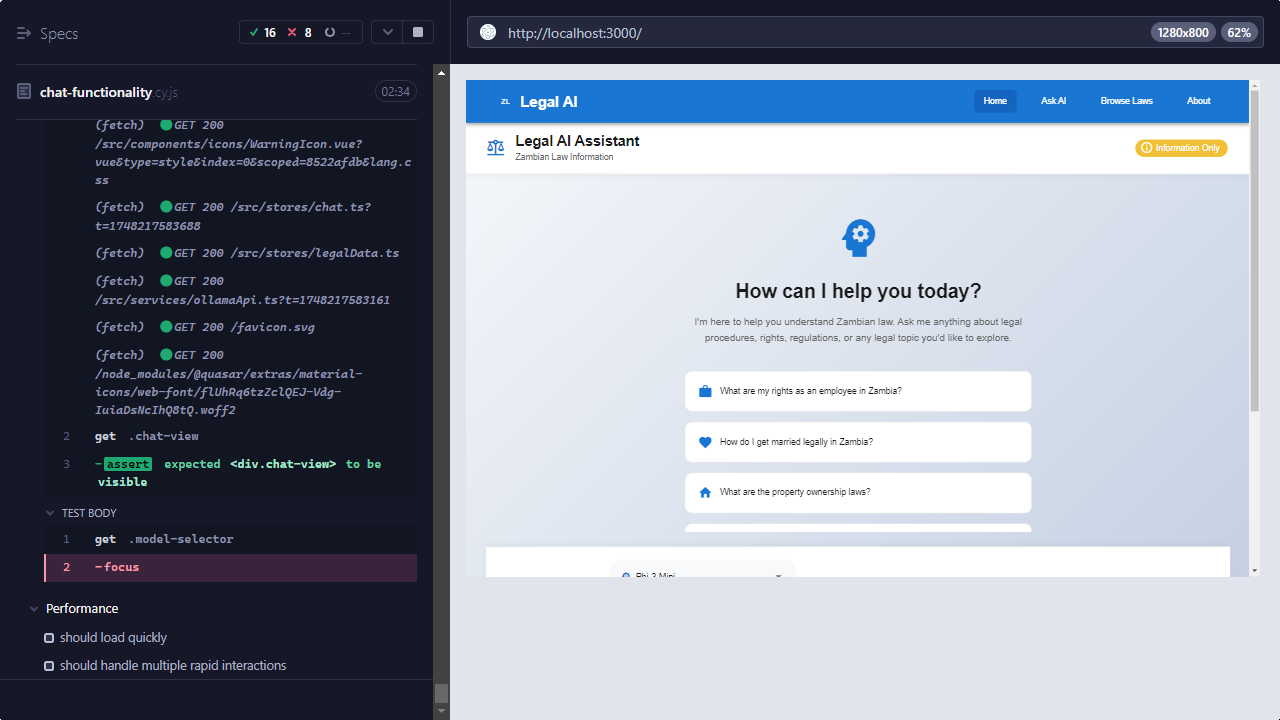 Specs
16 8 --
chat-functionality.cy.js
02:34
(fetch) GET 200
/src/components/icons/WarningIcon.vue?
vue&type=style&index=0&scoped=8522afdb&lang.c
ss
(fetch) GET 200 /src/stores/chat.ts?
t=1748217583688
(fetch) GET 200 /src/stores/legalData.ts
(fetch) GET 200
/src/services/ollamaApi.ts?t=1748217583161
(fetch) GET 200 /favicon.svg
(fetch) GET 200
/node_modules/@quasar/extras/material-
icons/web-font/flUhRq6tzZclQEJ-Vdg-
IuiaDsNcIhQ8tQ.woff2
2 get .chat-view
3 -assert expected <div.chat-view> to be
visible
TEST BODY
1 get .model-selector
2 -focus
Performance
should load quickly
should handle multiple rapid interactions
http://localhost:3000/
1280x800 62%
ZL Legal AI
Home Ask AI Browse Laws About
Legal AI Assistant
Zambian Law Information
Information Only
How can I help you today?
I'm here to help you understand Zambian law. Ask me anything about legal
procedures, rights, regulations, or any legal topic you'd like to explore.
What are my rights as an employee in Zambia?
How do I get married legally in Zambia?
What are the property ownership laws?
Phi-3 Mini